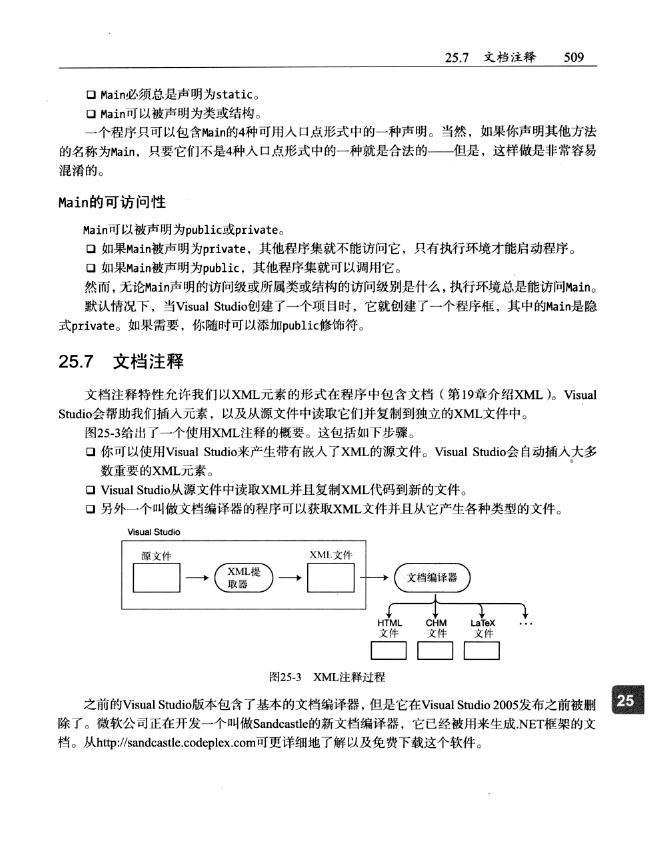 25.7 文档注释 509
□ Main必须总是声明为static。
□ Main可以被声明为类或结构。
一个程序只可以包含Main的4种可用入口点形式中的一种声明。当然，如果你声明其他方法
的名称为Main，只要它们不是4种入口点形式中的一种就是合法的——但是，这样做是非常容易
混淆的。
Main的可访问性
Main可以被声明为public或private。
□ 如果Main被声明为private，其他程序集就不能访问它，只有执行环境才能启动程序。
□ 如果Main被声明为public，其他程序集就可以调用它。
然而，无论Main声明的访问级或所属类或结构的访问级别是什么，执行环境总是能访问Main。
默认情况下，当Visual Studio创建了一个项目时，它就创建了一个程序框，其中的Main是隐
式private。如果需要，你随时可以添加public修饰符。
25.7 文档注释
文档注释特性允许我们以XML元素的形式在程序中包含文档（第19章介绍XML）。Visual
Studio会帮助我们插入元素，以及从源文件中读取它们并复制到独立的XML文件中。
图25-3给出了一个使用XML注释的概要。这包括如下步骤。
□ 你可以使用Visual Studio来产生带有嵌入了XML的源文件。Visual Studio会自动插入大多
数重要的XML元素。
□ Visual Studio从源文件中读取XML并且复制XML代码到新的文件。
□ 另外一个叫做文档编译器的程序可以获取XML文件并且从它产生各种类型的文件。
Visual Studio
源文件
XML提
取器
XML文件
文档编译器
HTML
文件
CHM
文件
LaTeX
文件
…
图25-3 XML注释过程
之前的Visual Studio版本包含了基本的文档编译器，但是它在Visual Studio 2005发布之前被删
除了。微软公司正在开发一个叫做Sandcastle的新文档编译器，它已经被用来生成.NET框架的文
档。从http://sandcastle.codeplex.com可更详细地了解以及免费下载这个软件。
25